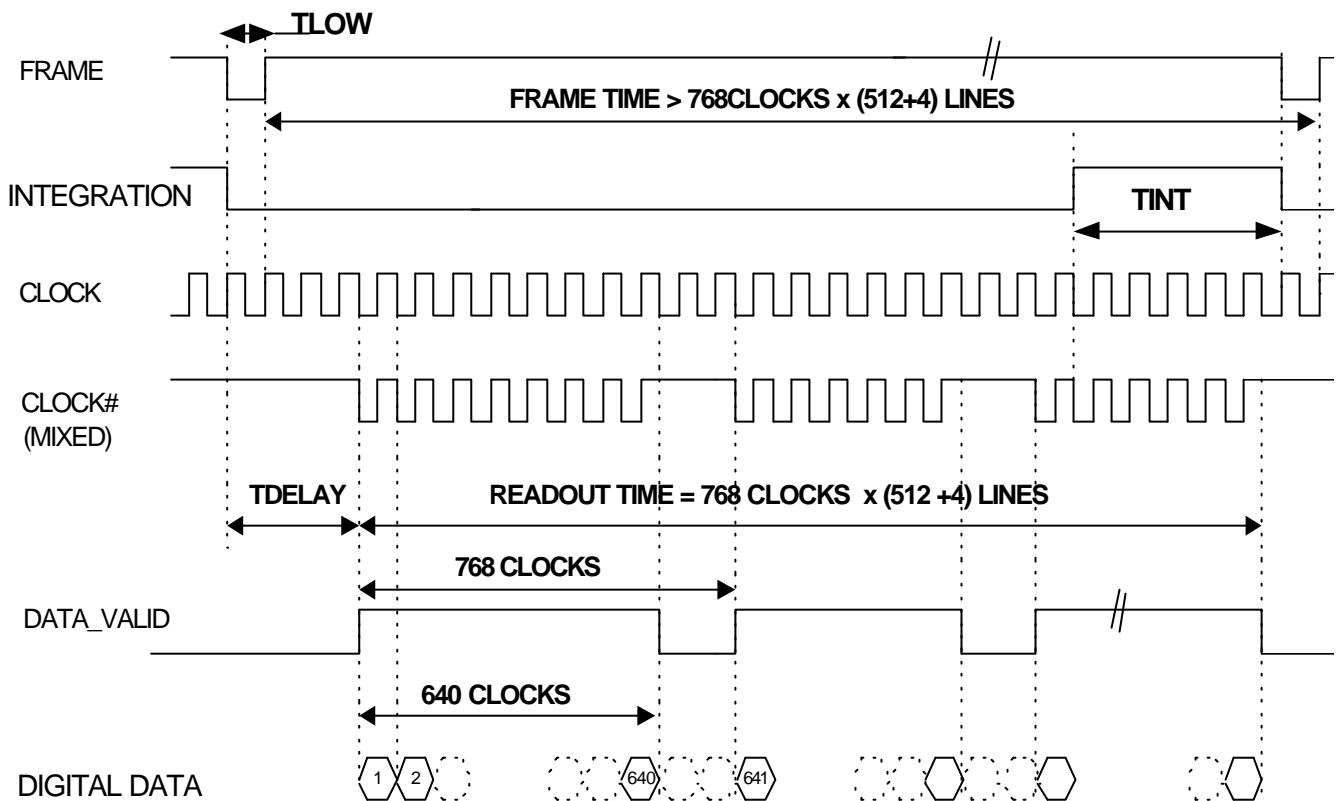 TLOW
FRAME
FRAME TIME > 768CLOCKS x (512+4) LINES
INTEGRATION
TINT
CLOCK
CLOCK#
(MIXED)
TDELAY
READOUT TIME = 768 CLOCKS x (512 +4) LINES
768 CLOCKS
DATA_VALID
640 CLOCKS
DIGITAL DATA
1 2 640 641